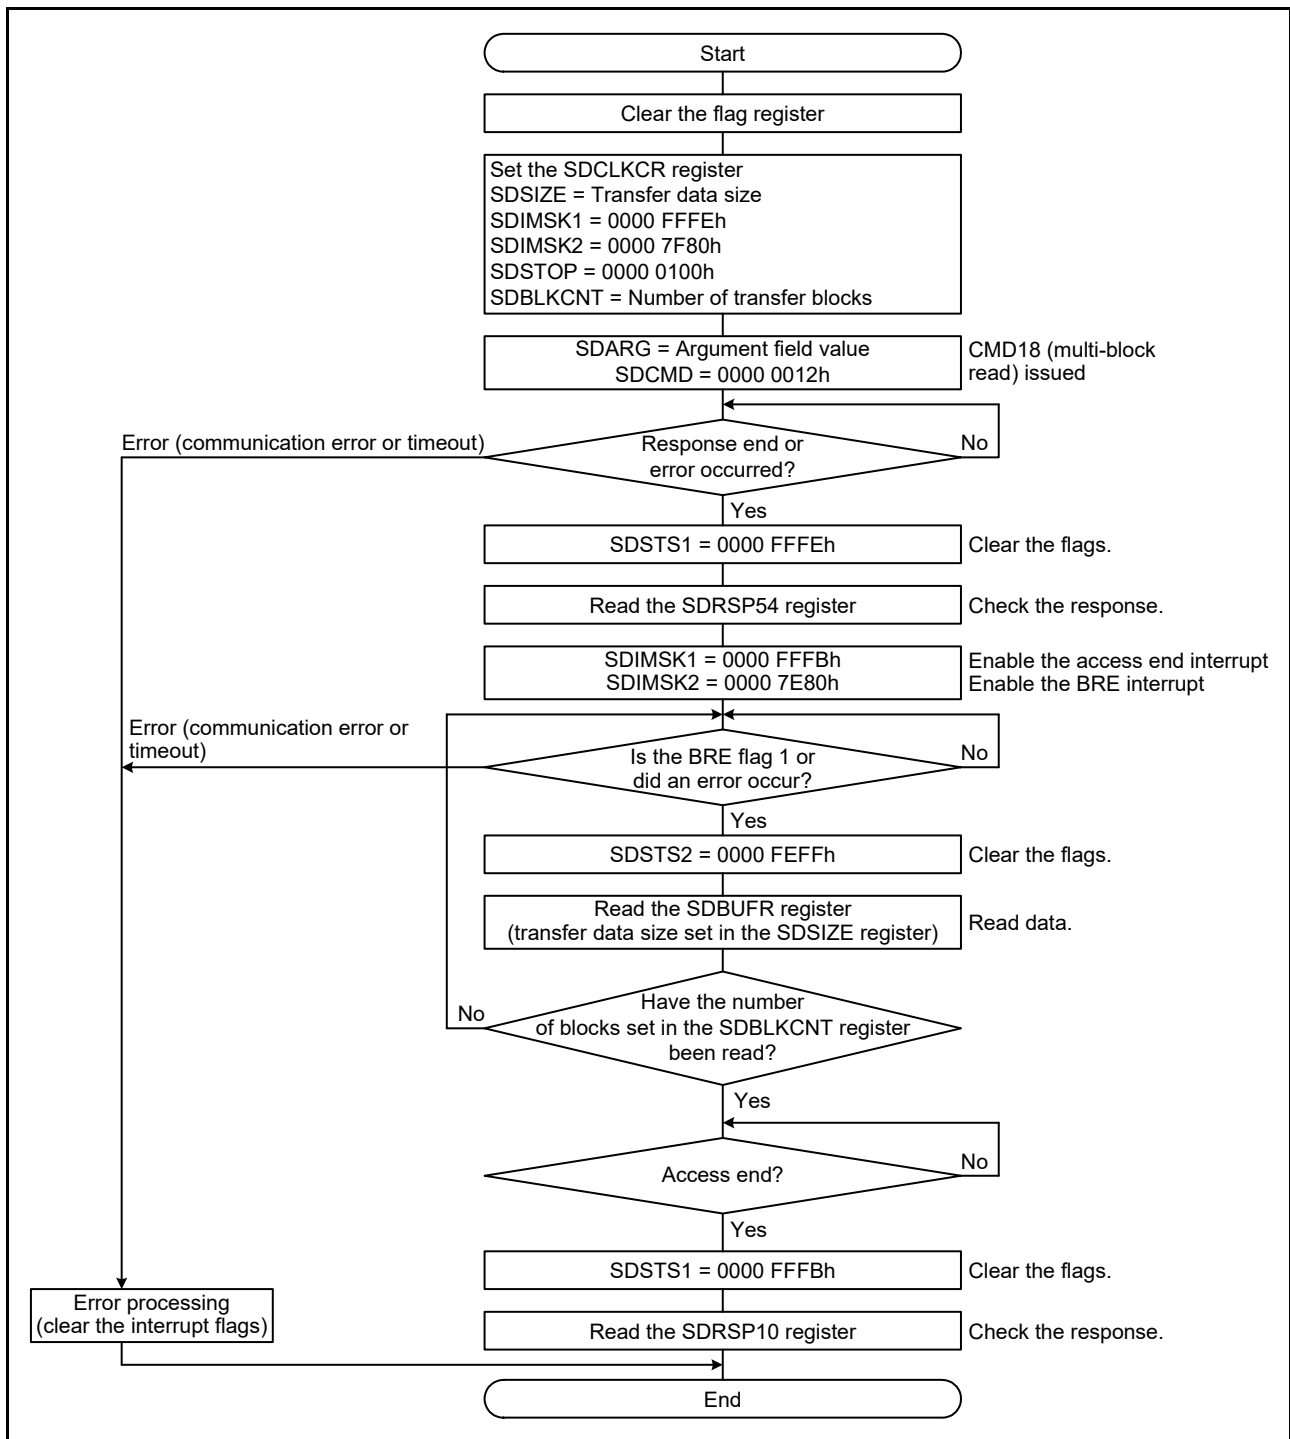 Start
Clear the flag register
Set the SDCLKCR register
SDSIZE = Transfer data size
SDIMSK1 = 0000 FFFEh
SDIMSK2 = 0000 7F80h
SDSTOP = 0000 0100h
SDBLKCNT = Number of transfer blocks
SDARG = Argument field value
SDCMD = 0000 0012h
CMD18 (multi-block
read) issued
Error (communication error or timeout)
Response end or
error occurred?
No
Yes
SDSTS1 = 0000 FFFEh
Clear the flags.
Read the SDRSP54 register
Check the response.
SDIMSK1 = 0000 FFFBh
SDIMSK2 = 0000 7E80h
Enable the access end interrupt
Enable the BRE interrupt
Error (communication error or
timeout)
Is the BRE flag 1 or
did an error occur?
No
Yes
SDSTS2 = 0000 FEFFh
Clear the flags.
Read the SDBUFR register
(transfer data size set in the SDSIZE register)
Read data.
Have the number
of blocks set in the SDBLKCNT register
been read?
No
Yes
Access end?
No
Yes
SDSTS1 = 0000 FFFBh
Clear the flags.
Error processing
(clear the interrupt flags)
Read the SDRSP10 register
Check the response.
End